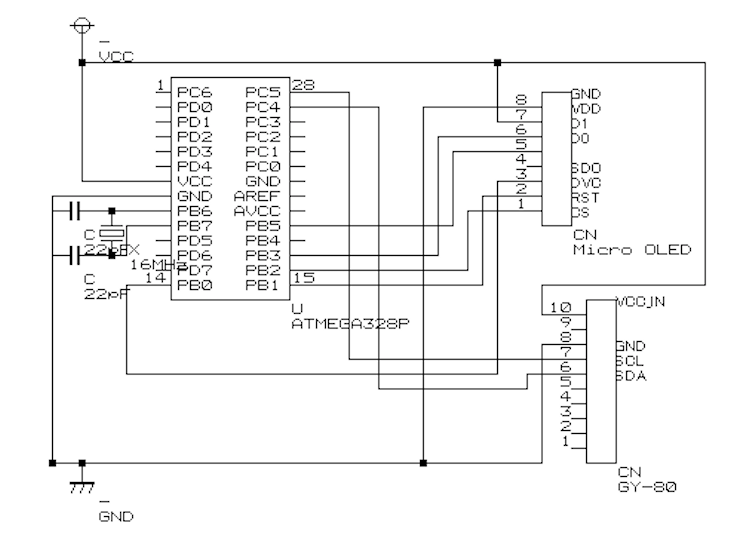 VCC
1 28
PC6 PC5
PD0 PC4
PD1 PC3
PD2 PC2
PD3 PC1
PD4 PC0
VCC GND
GND AREF
PB6 AVCC
PB7 PB5
PD5 PB4
PD6 PB3
PD7 PB2
PB0 PB1
14 15
C
22pF
X
16MHz
C
22pF
U
ATMEGA328P
8 GND
7 VDD
6 D1
5 D0
4
3 SDO
2 DVC
1 RST
CS
CN
Micro OLED
10 VCC_IN
9
8
7 GND
6 SCL
5 SDA
4
3
2
1
CN
GY-80
GND